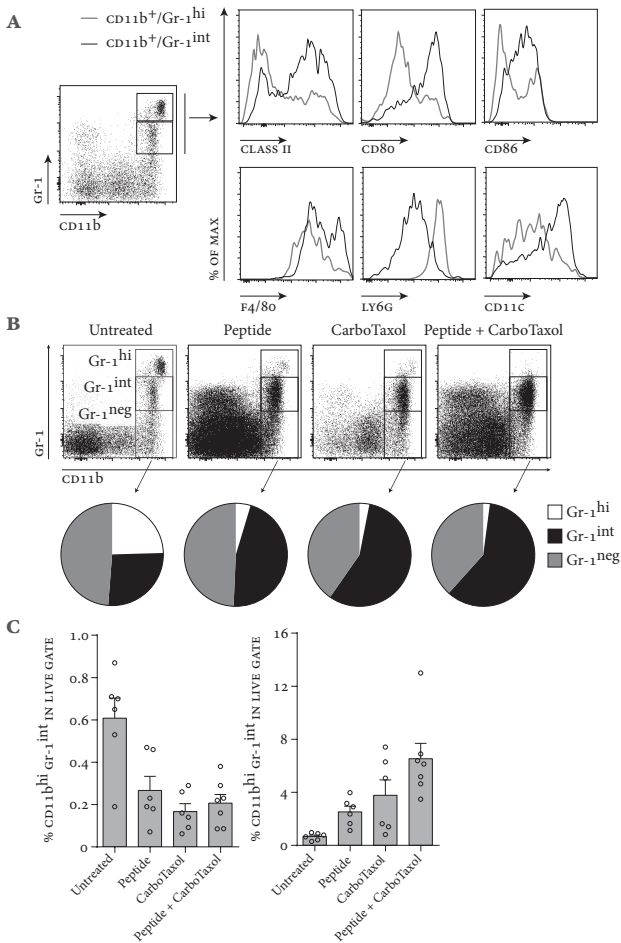 A
CD11b+/Gr-1hi
CD11b+/Gr-1int
Gr-1
CD11b
CLASS II
CD80
CD86
% OF MAX
F4/80
LY6G
CD11C
B
Untreated
Peptide
CarboTaxol
Peptide + CarboTaxol
Gr-1hi
Gr-1int
Gr-1neg
Gr-1
CD11b
Gr-1hi
Gr-1int
Gr-1neg
C
% CD11bhi Gr-1int IN LIVE GATE
1.0
0.8
0.6
0.4
0.2
0
Untreated
Peptide
CarboTaxol
Peptide + CarboTaxol
% CD11bhi Gr-1int IN LIVE GATE
16
12
8
4
0
Untreated
Peptide
CarboTaxol
Peptide + CarboTaxol